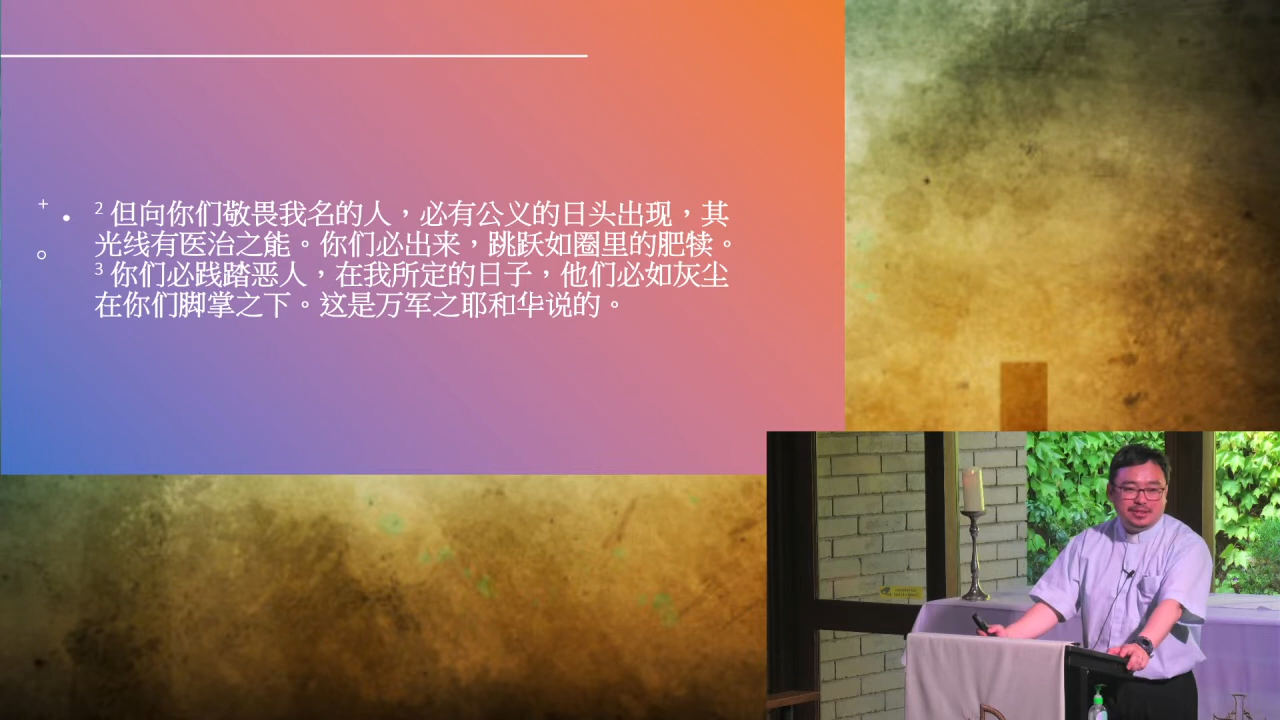 2 但向你们敬畏我名的人，必有公义的日头出现，其
光线有医治之能。你们必出来，跳跃如圈里的肥犊。
3 你们必践踏恶人，在我所定的日子，他们必如灰尘
在你们脚掌之下。这是万军之耶和华说的。